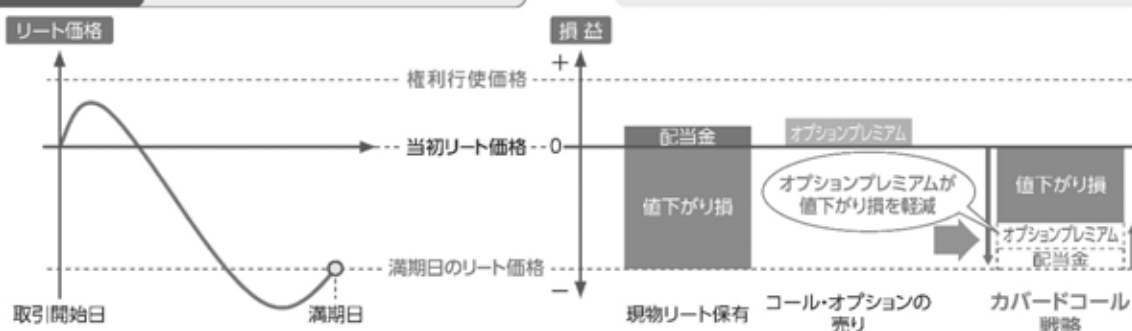 リート価格
損益
+
権利行使価格
当初リート価格
0
配当金
オプションプレミアム
値下がり損
オプションプレミアムが
値下がり損を軽減
値下がり損
オプションプレミアム
配当金
満期日のリート価格
−
取引開始日
満期日
現物リート保有
コール・オプションの
売り
カバードコール
戦略